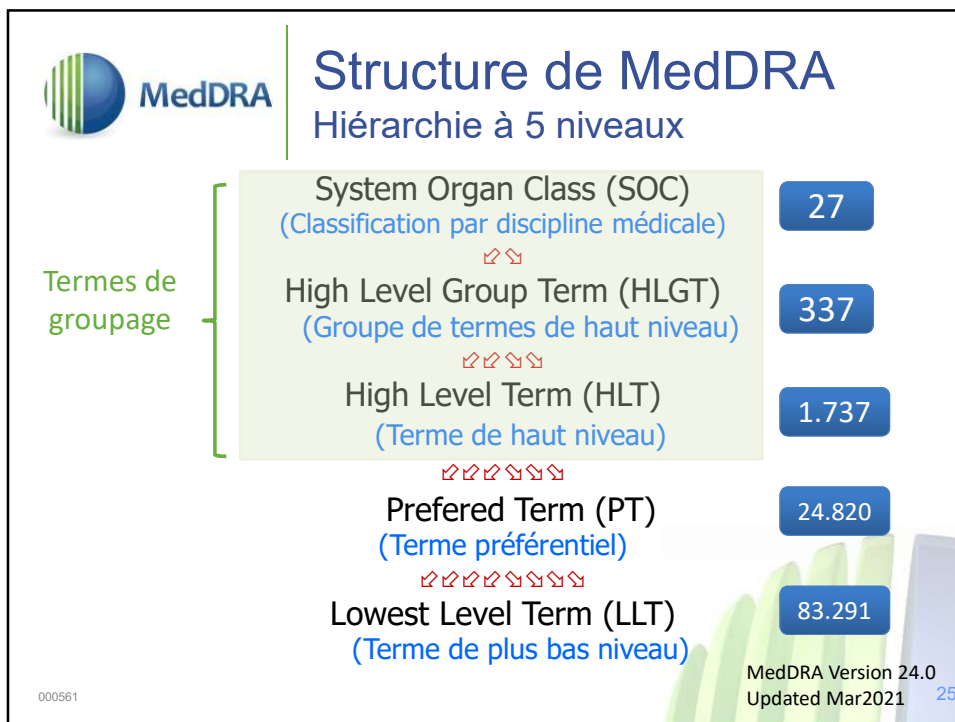 MedDRA
Structure de MedDRA
Hiérarchie à 5 niveaux
Termes de
groupage
System Organ Class (SOC)
(Classification par discipline médicale)
27
High Level Group Term (HLGT)
(Groupe de termes de haut niveau)
337
High Level Term (HLT)
(Terme de haut niveau)
1.737
Prefered Term (PT)
(Terme préférentiel)
24.820
Lowest Level Term (LLT)
(Terme de plus bas niveau)
83.291
MedDRA Version 24.0
Updated Mar2021
000561
25